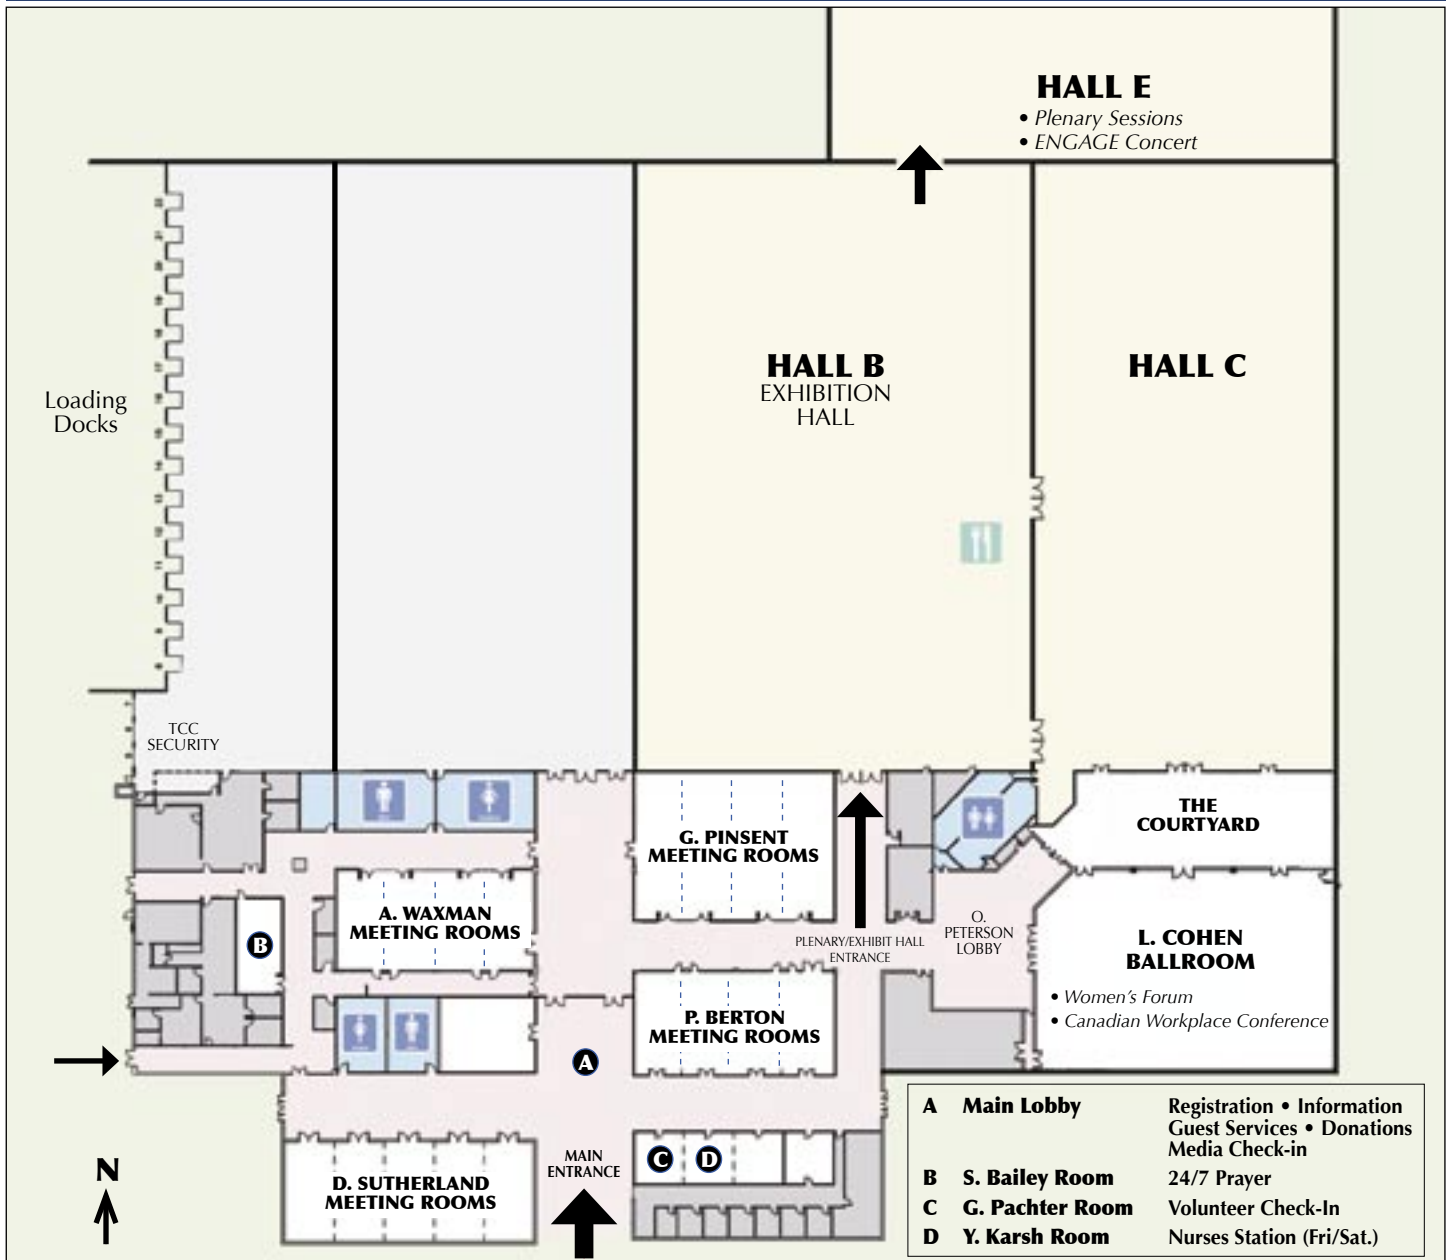 HALL E
• Plenary Sessions
• ENGAGE Concert
HALL B
EXHIBITION
HALL
HALL C
Loading
Docks
TCC
SECURITY
G. PINSENT
MEETING ROOMS
THE
COURTYARD
A. WAXMAN
MEETING ROOMS
B
PLENARY/EXHIBIT HALL
ENTRANCE
O.
PETERSON
LOBBY
L. COHEN
BALLROOM
• Women's Forum
• Canadian Workplace Conference
P. BERTON
MEETING ROOMS
A
C
D
MAIN
ENTRANCE
D. SUTHERLAND
MEETING ROOMS
N
A Main Lobby Registration • Information
Guest Services • Donations
Media Check-in
B S. Bailey Room 24/7 Prayer
C G. Pachter Room Volunteer Check-In
D Y. Karsh Room Nurses Station (Fri/Sat.)